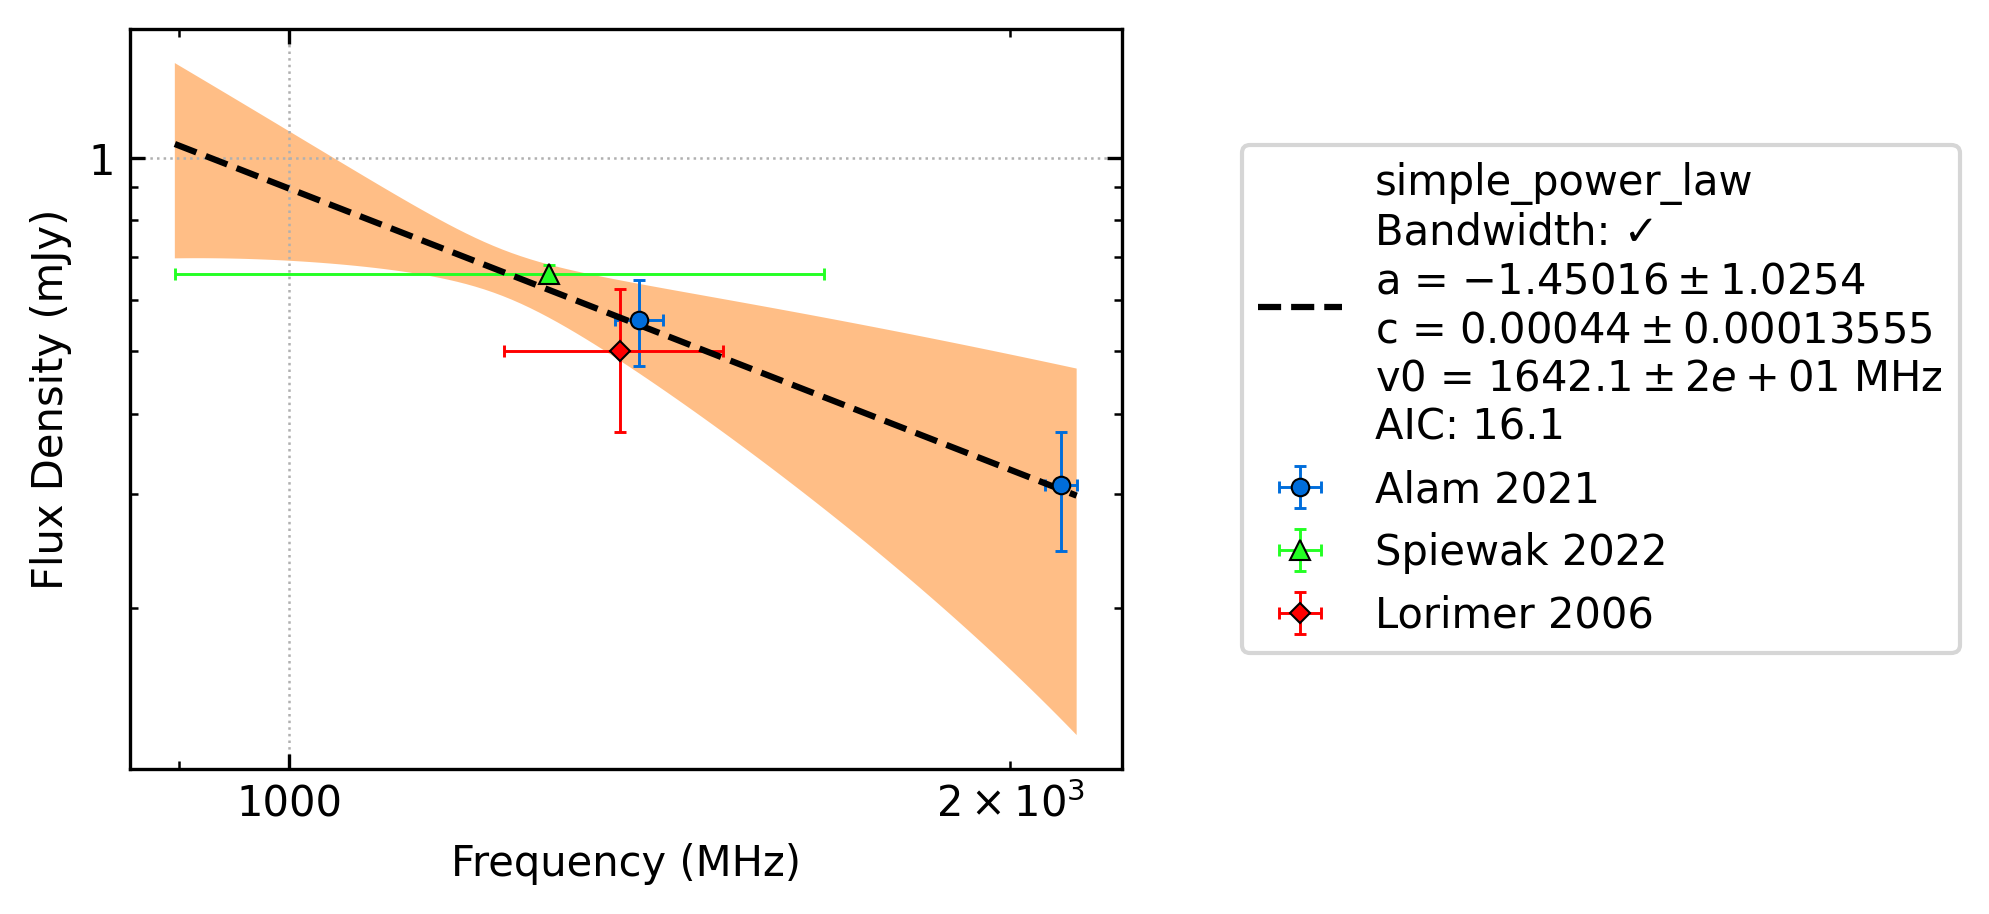 1
Flux Density (mJy)
1000
2 × 10³
Frequency (MHz)
simple_power_law
Bandwidth: ✓
a = −1.45016 ± 1.0254
c = 0.00044 ± 0.00013555
v0 = 1642.1 ± 2e + 01 MHz
AIC: 16.1
Alam 2021
Spiewak 2022
Lorimer 2006